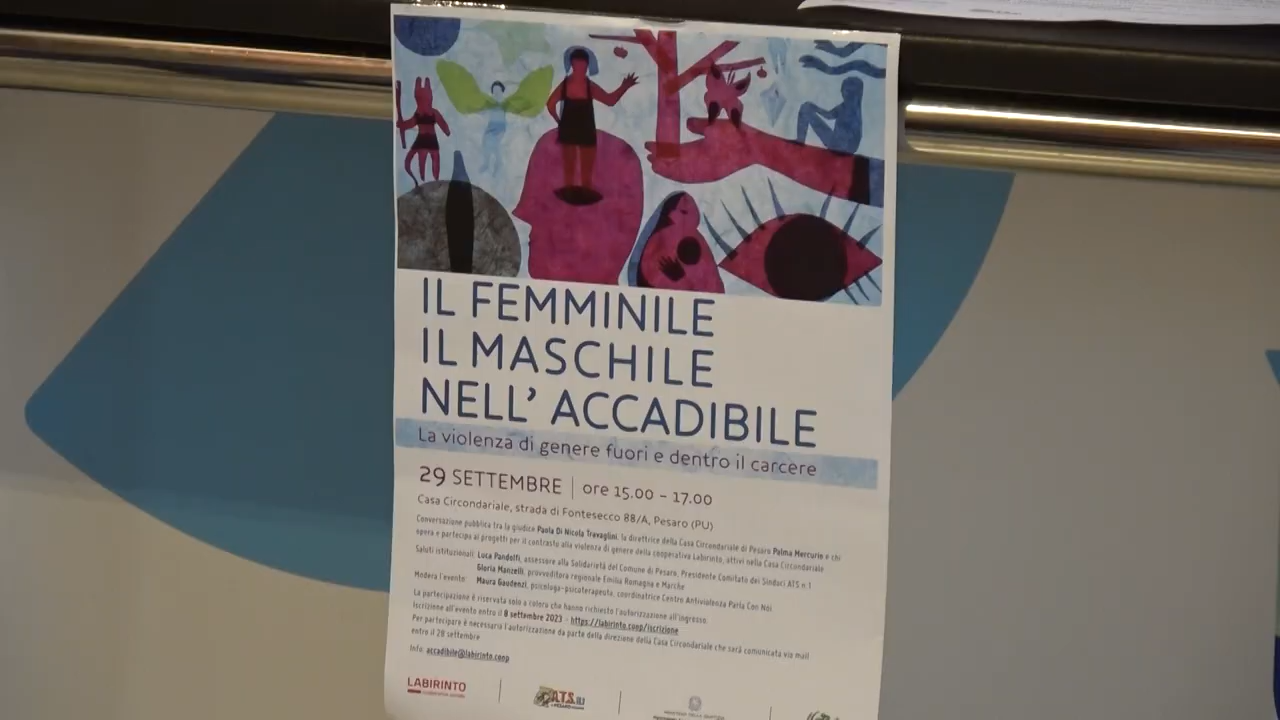 IL FEMMINILE
IL MASCHILE
NELL' ACCADIBILE
La violenza di genere fuori e dentro il carcere
29 SETTEMBRE | ore 15.00 – 17.00
Casa Circondariale, strada di Fontesecco 88/A, Pesaro (PU)
Conversazione pubblica tra la giudice Paola Di Nicola Travaglini, la direttrice della Casa Circondariale di Pesaro Palma Mercurio e chi
opera e partecipa ai progetti per il contrasto alla violenza di genere della cooperativa Labirinto, attivi nella Casa Circondariale
Saluti istituzionali: Luca Pandolfi, assessore alla Solidarietà del Comune di Pesaro, Presidente Comitato dei Sindaci ATS n.1
Gloria Manzelli, provveditora regionale Emilia Romagna e Marche
Modera l'evento Maura Gaudenzi, psicologa-psicoterapeuta, coordinatrice Centro Antiviolenza Parla Con Noi
La partecipazione è riservata solo a coloro che hanno richiesto l'autorizzazione all'ingresso.
Iscrizione all'evento entro il 8 settembre 2023 - https://labirinto.coop/iscrizione
Per partecipare è necessaria l'autorizzazione da parte della direzione della Casa Circondariale che sarà comunicata via mail
entro il 28 settembre
Info: accadibile@labirinto.coop
LABIRINTO
A.T.S.